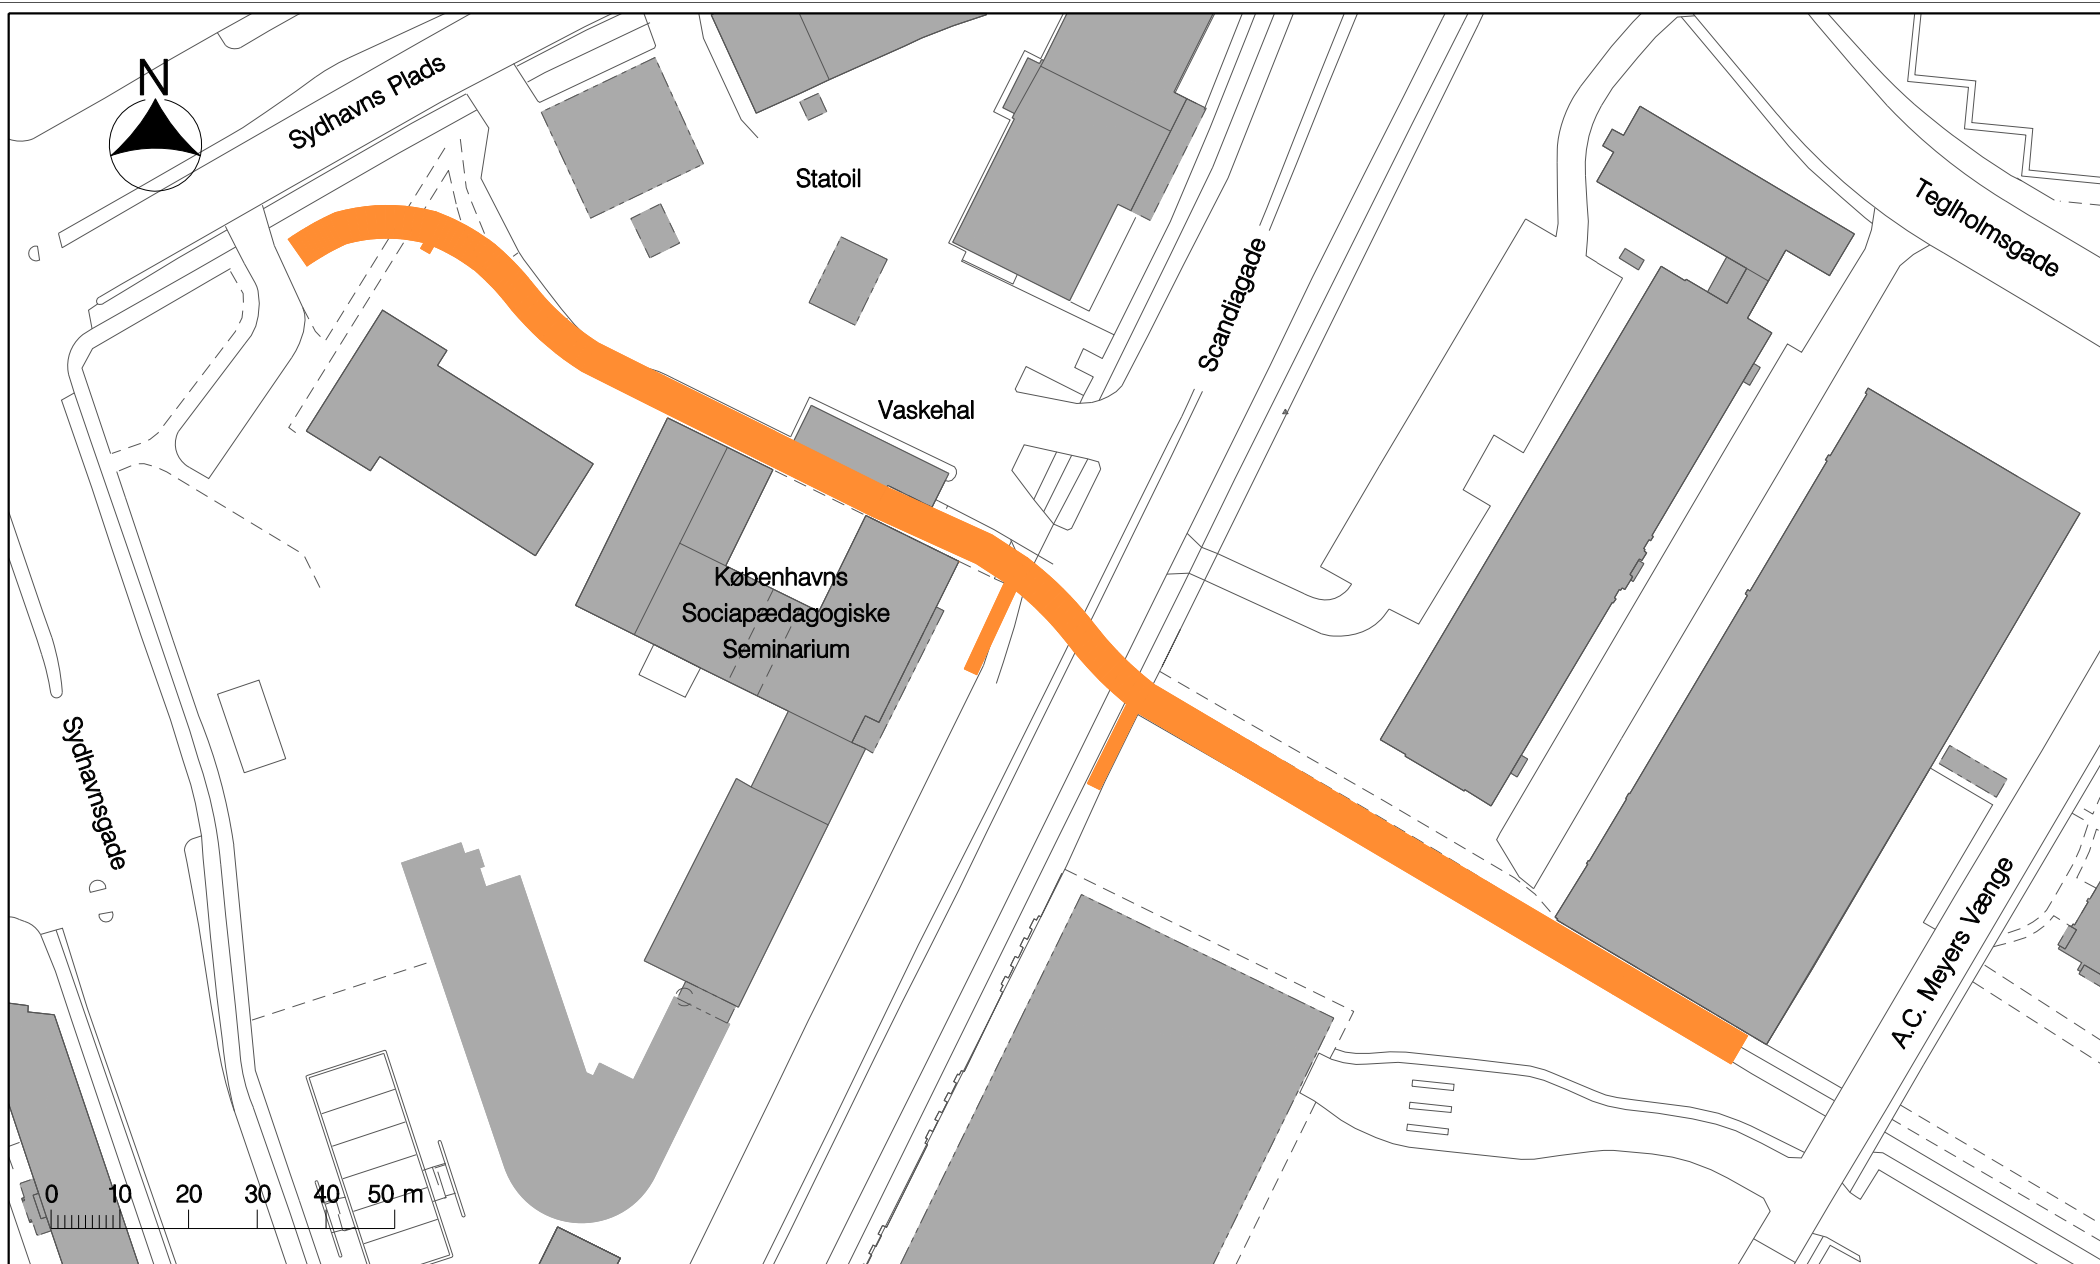 N
Sydhavns Plads
Statoil
Teglholmsgade
Scandiagade
Vaskehal
Københavns
Sociapædagogiske
Seminarium
Sydhavnsgade
A.C. Meyers Vænge
0 10 20 30 40 50 m